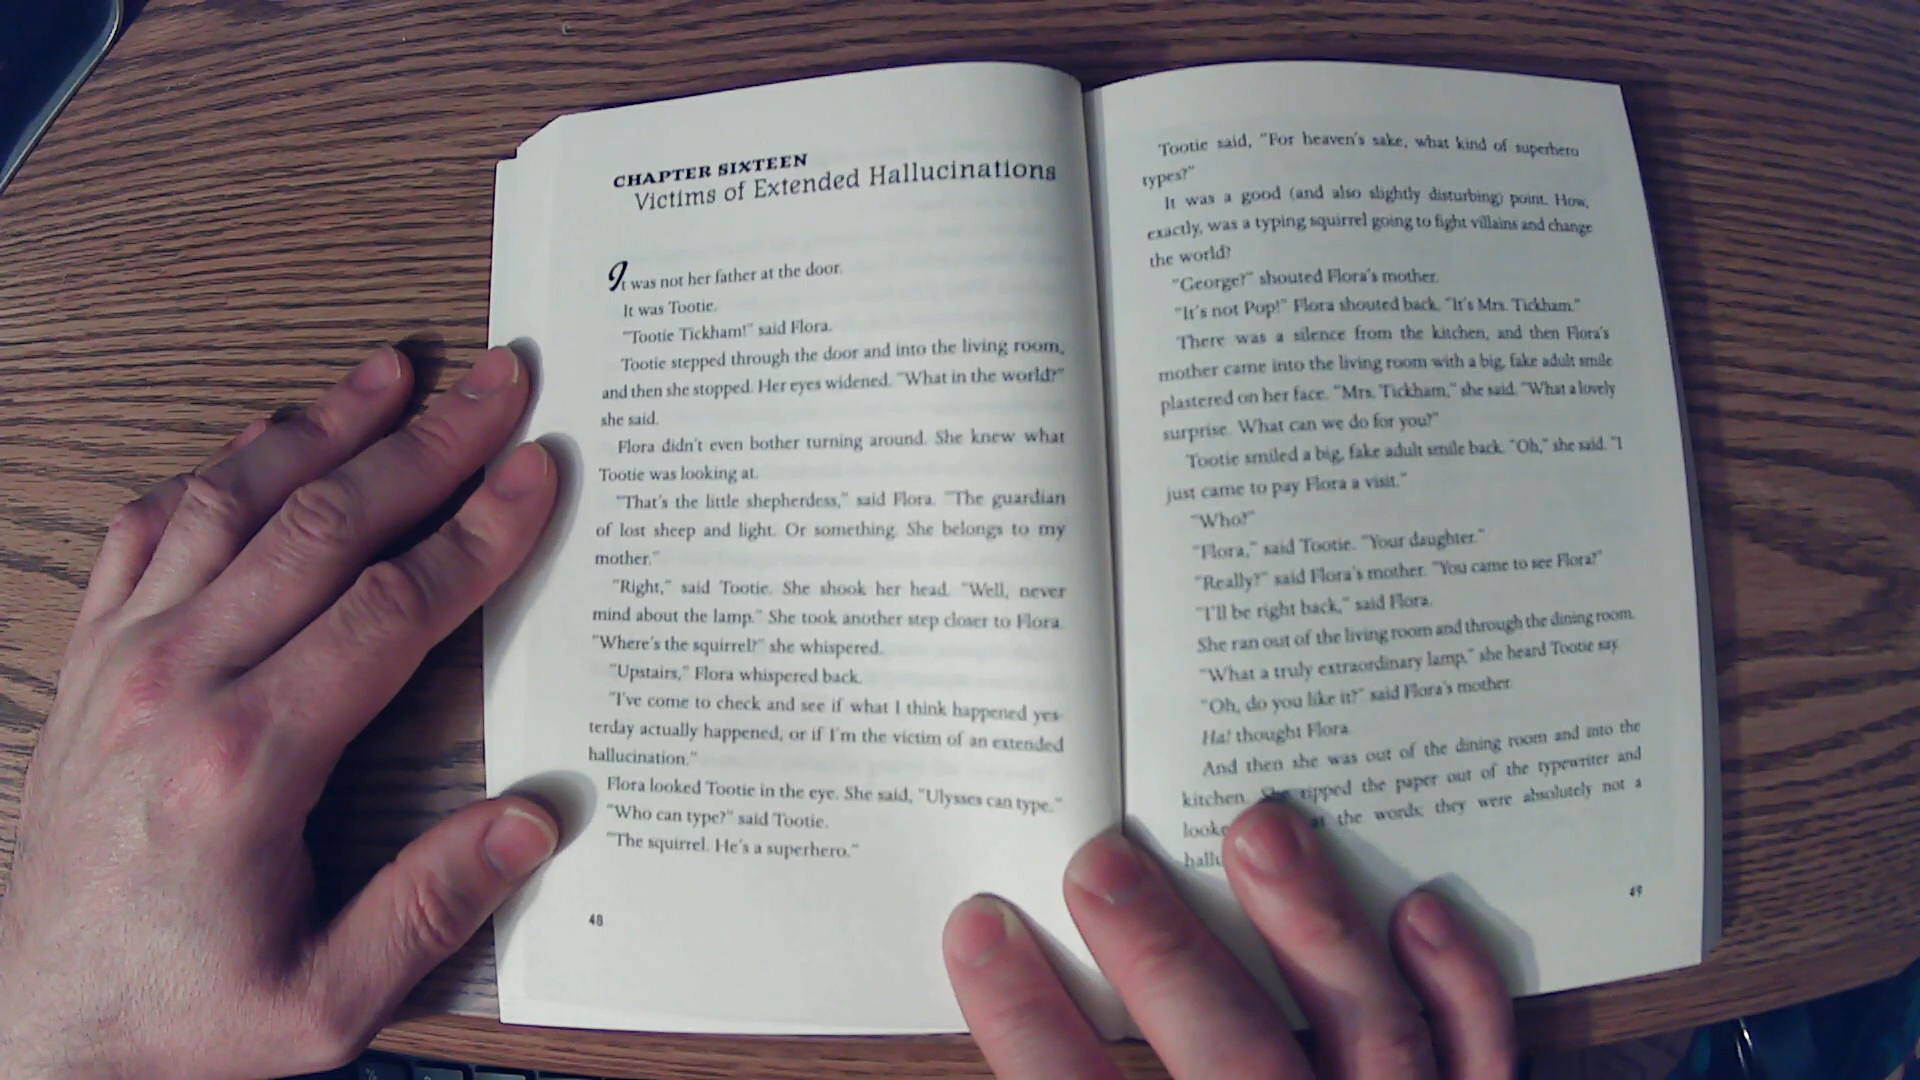 CHAPTER SIXTEEN
Victims of Extended Hallucinations
It was not her father at the door.
It was Tootie.
"Tootie Tickham!" said Flora.
Tootie stepped through the door and into the living room,
and then she stopped. Her eyes widened. "What in the world?"
she said.
Flora didn't even bother turning around. She knew what
Tootie was looking at.
"That's the little shepherdess," said Flora. "The guardian
of lost sheep and light. Or something. She belongs to my
mother."
"Right," said Tootie. She shook her head. "Well, never
mind about the lamp." She took another step closer to Flora.
"Where's the squirrel?" she whispered.
"Upstairs," Flora whispered back.
"I've come to check and see if what I think happened yes-
terday actually happened, or if I'm the victim of an extended
hallucination."
Flora looked Tootie in the eye. She said, "Ulysses can type."
"Who can type?" said Tootie.
"The squirrel. He's a superhero."
48
Tootie said, "For heaven's sake, what kind of superhero
types?"
It was a good (and also slightly disturbing) point. How,
exactly, was a typing squirrel going to fight villains and change
the world?
"George?" shouted Flora's mother.
"It's not Pop!" Flora shouted back. "It's Mrs. Tickham."
There was a silence from the kitchen, and then Flora's
mother came into the living room with a big, fake adult smile
plastered on her face. "Mrs. Tickham," she said. "What a lovely
surprise. What can we do for you?"
Tootie smiled a big, fake adult smile back. "Oh," she said. "I
just came to pay Flora a visit."
"Who?"
"Flora," said Tootie. "Your daughter."
"Really?" said Flora's mother. "You came to see Flora?"
"I'll be right back," said Flora.
She ran out of the living room and through the dining room.
"What a truly extraordinary lamp," she heard Tootie say.
"Oh, do you like it?" said Flora's mother.
Ha! thought Flora.
And then she was out of the dining room and into the
kitchen. She ripped the paper out of the typewriter and
the words; they were absolutely not a
49